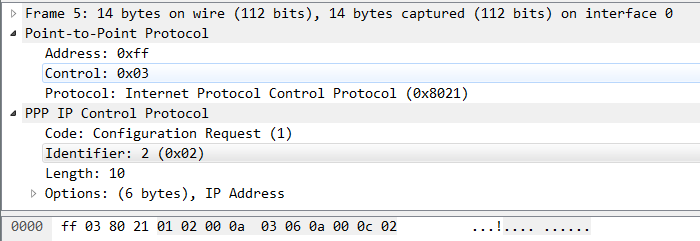 Frame 5: 14 bytes on wire (112 bits), 14 bytes captured (112 bits) on interface 0
Point-to-Point Protocol
Address: 0xff
Control: 0x03
Protocol: Internet Protocol Control Protocol (0x8021)
PPP IP Control Protocol
Code: Configuration Request (1)
Identifier: 2 (0x02)
Length: 10
Options: (6 bytes), IP Address
0000 ff 03 80 21 01 02 00 0a 03 06 0a 00 0c 02 ...!.... ......